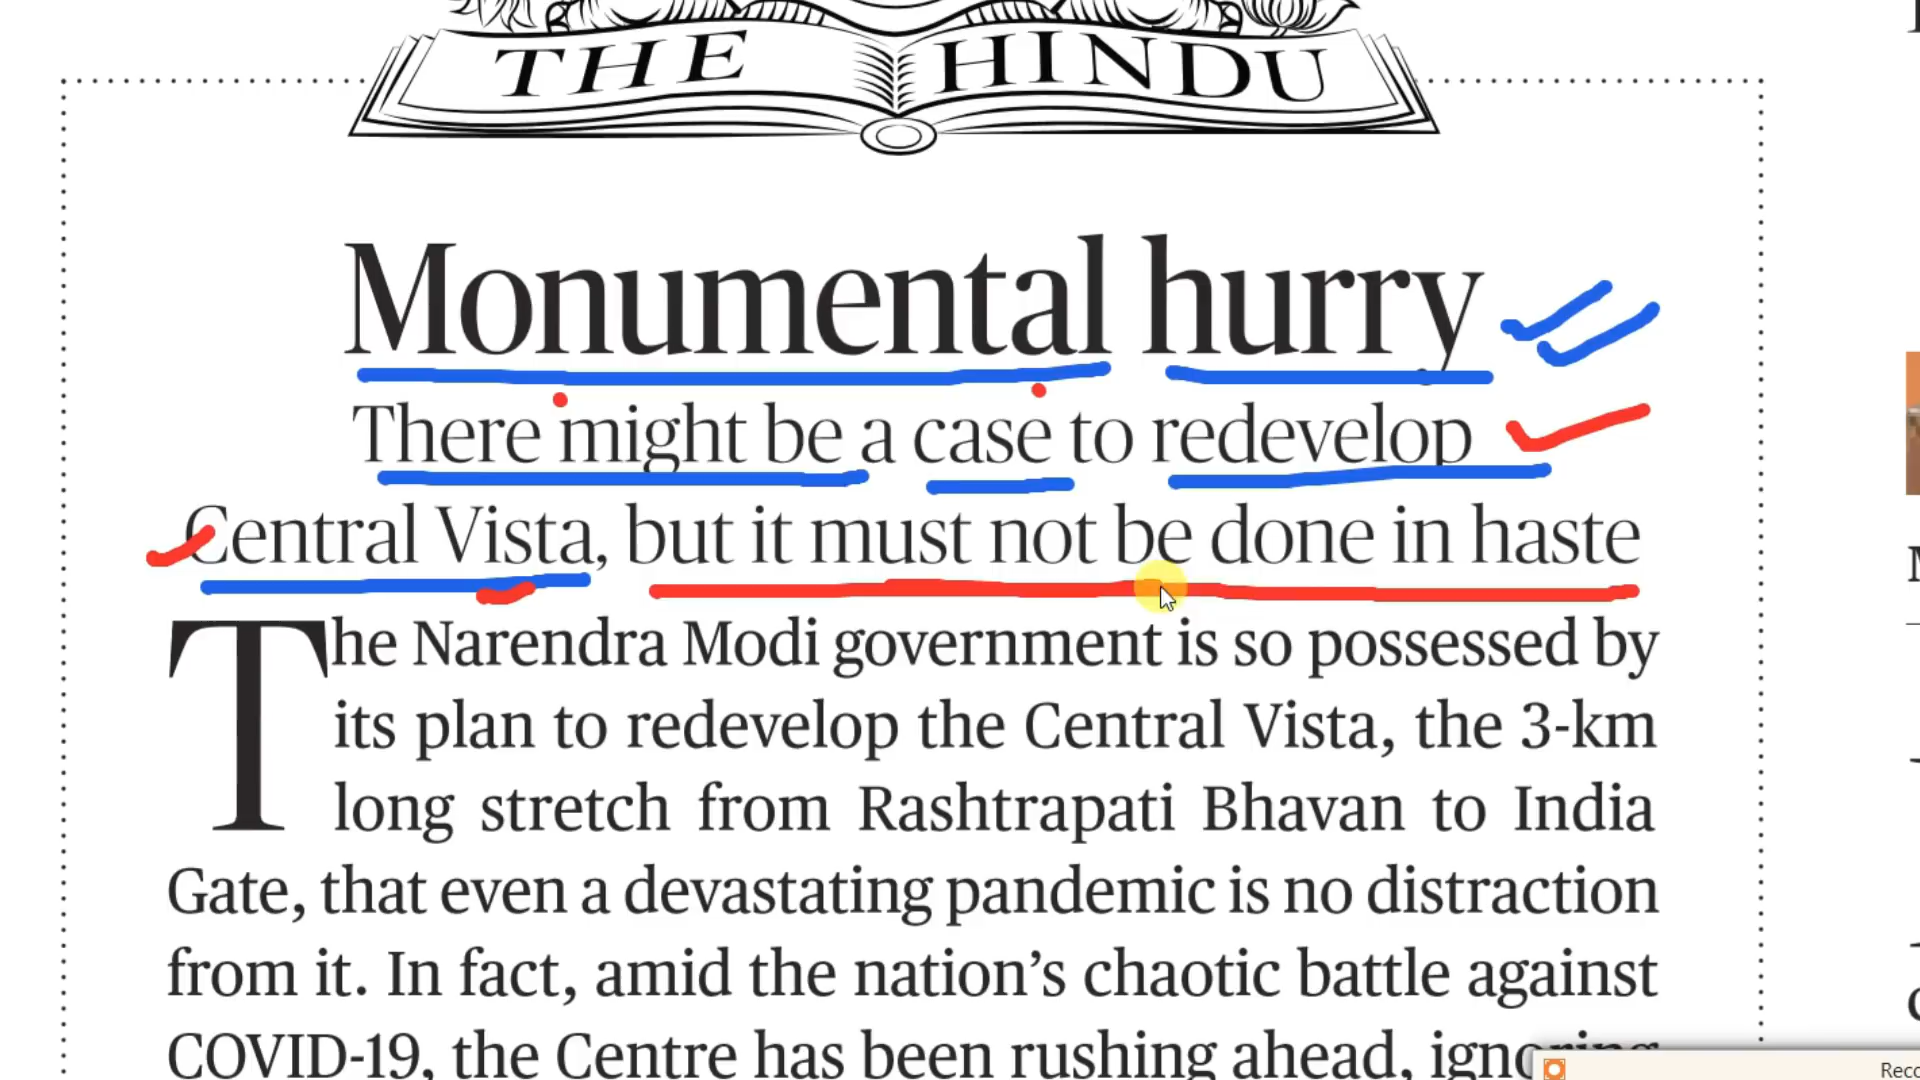 THE HINDU
Monumental hurry
There might be a case to redevelop
Central Vista, but it must not be done in haste
The Narendra Modi government is so possessed by
its plan to redevelop the Central Vista, the 3-km
long stretch from Rashtrapati Bhavan to India
Gate, that even a devastating pandemic is no distraction
from it. In fact, amid the nation’s chaotic battle against
COVID-19, the Centre has been rushing ahead, ignoring